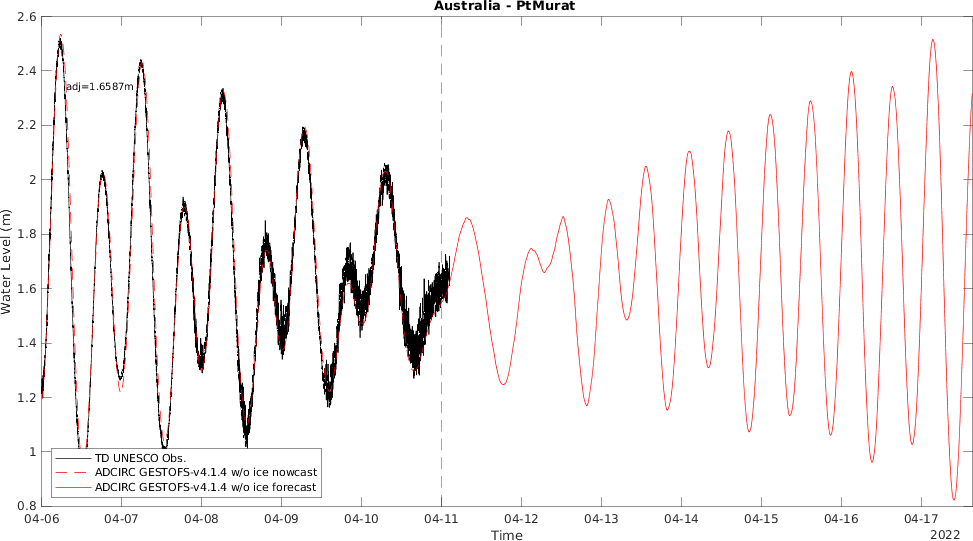 Australia - PtMurat
2.6
2.4
2.2
2
1.8
1.6
1.4
1.2
1
0.8
Water Level (m)
adj=1.6587m
TD UNESCO Obs.
ADCIRC GESTOFS-v4.1.4 w/o ice nowcast
ADCIRC GESTOFS-v4.1.4 w/o ice forecast
04-06 04-07 04-08 04-09 04-10 04-11 04-12 04-13 04-14 04-15 04-16 04-17
Time
2022